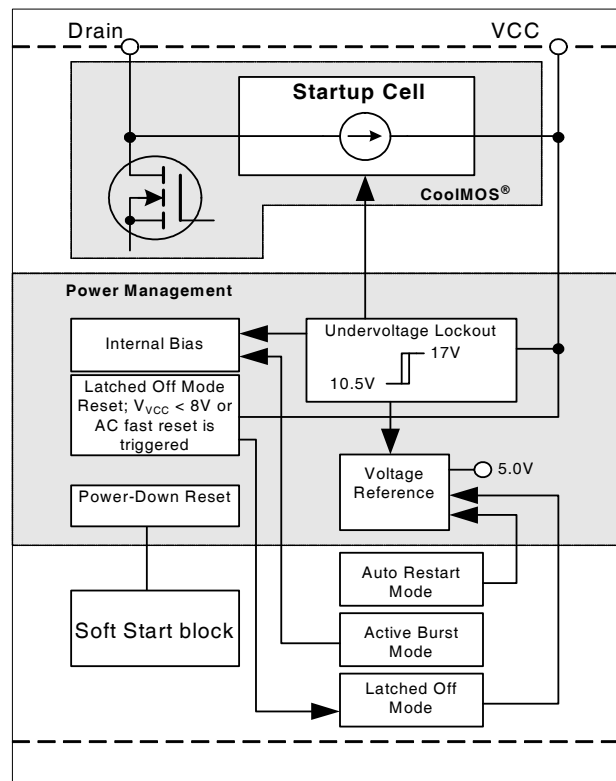 Drain
VCC
Startup Cell
CoolMOS®
Power Management
Internal Bias
Undervoltage Lockout
17V
10.5V
Latched Off Mode
Reset; VVCC < 8V or
AC fast reset is
triggered
Voltage
Reference
5.0V
Power-Down Reset
Auto Restart
Mode
Soft Start block
Active Burst
Mode
Latched Off
Mode